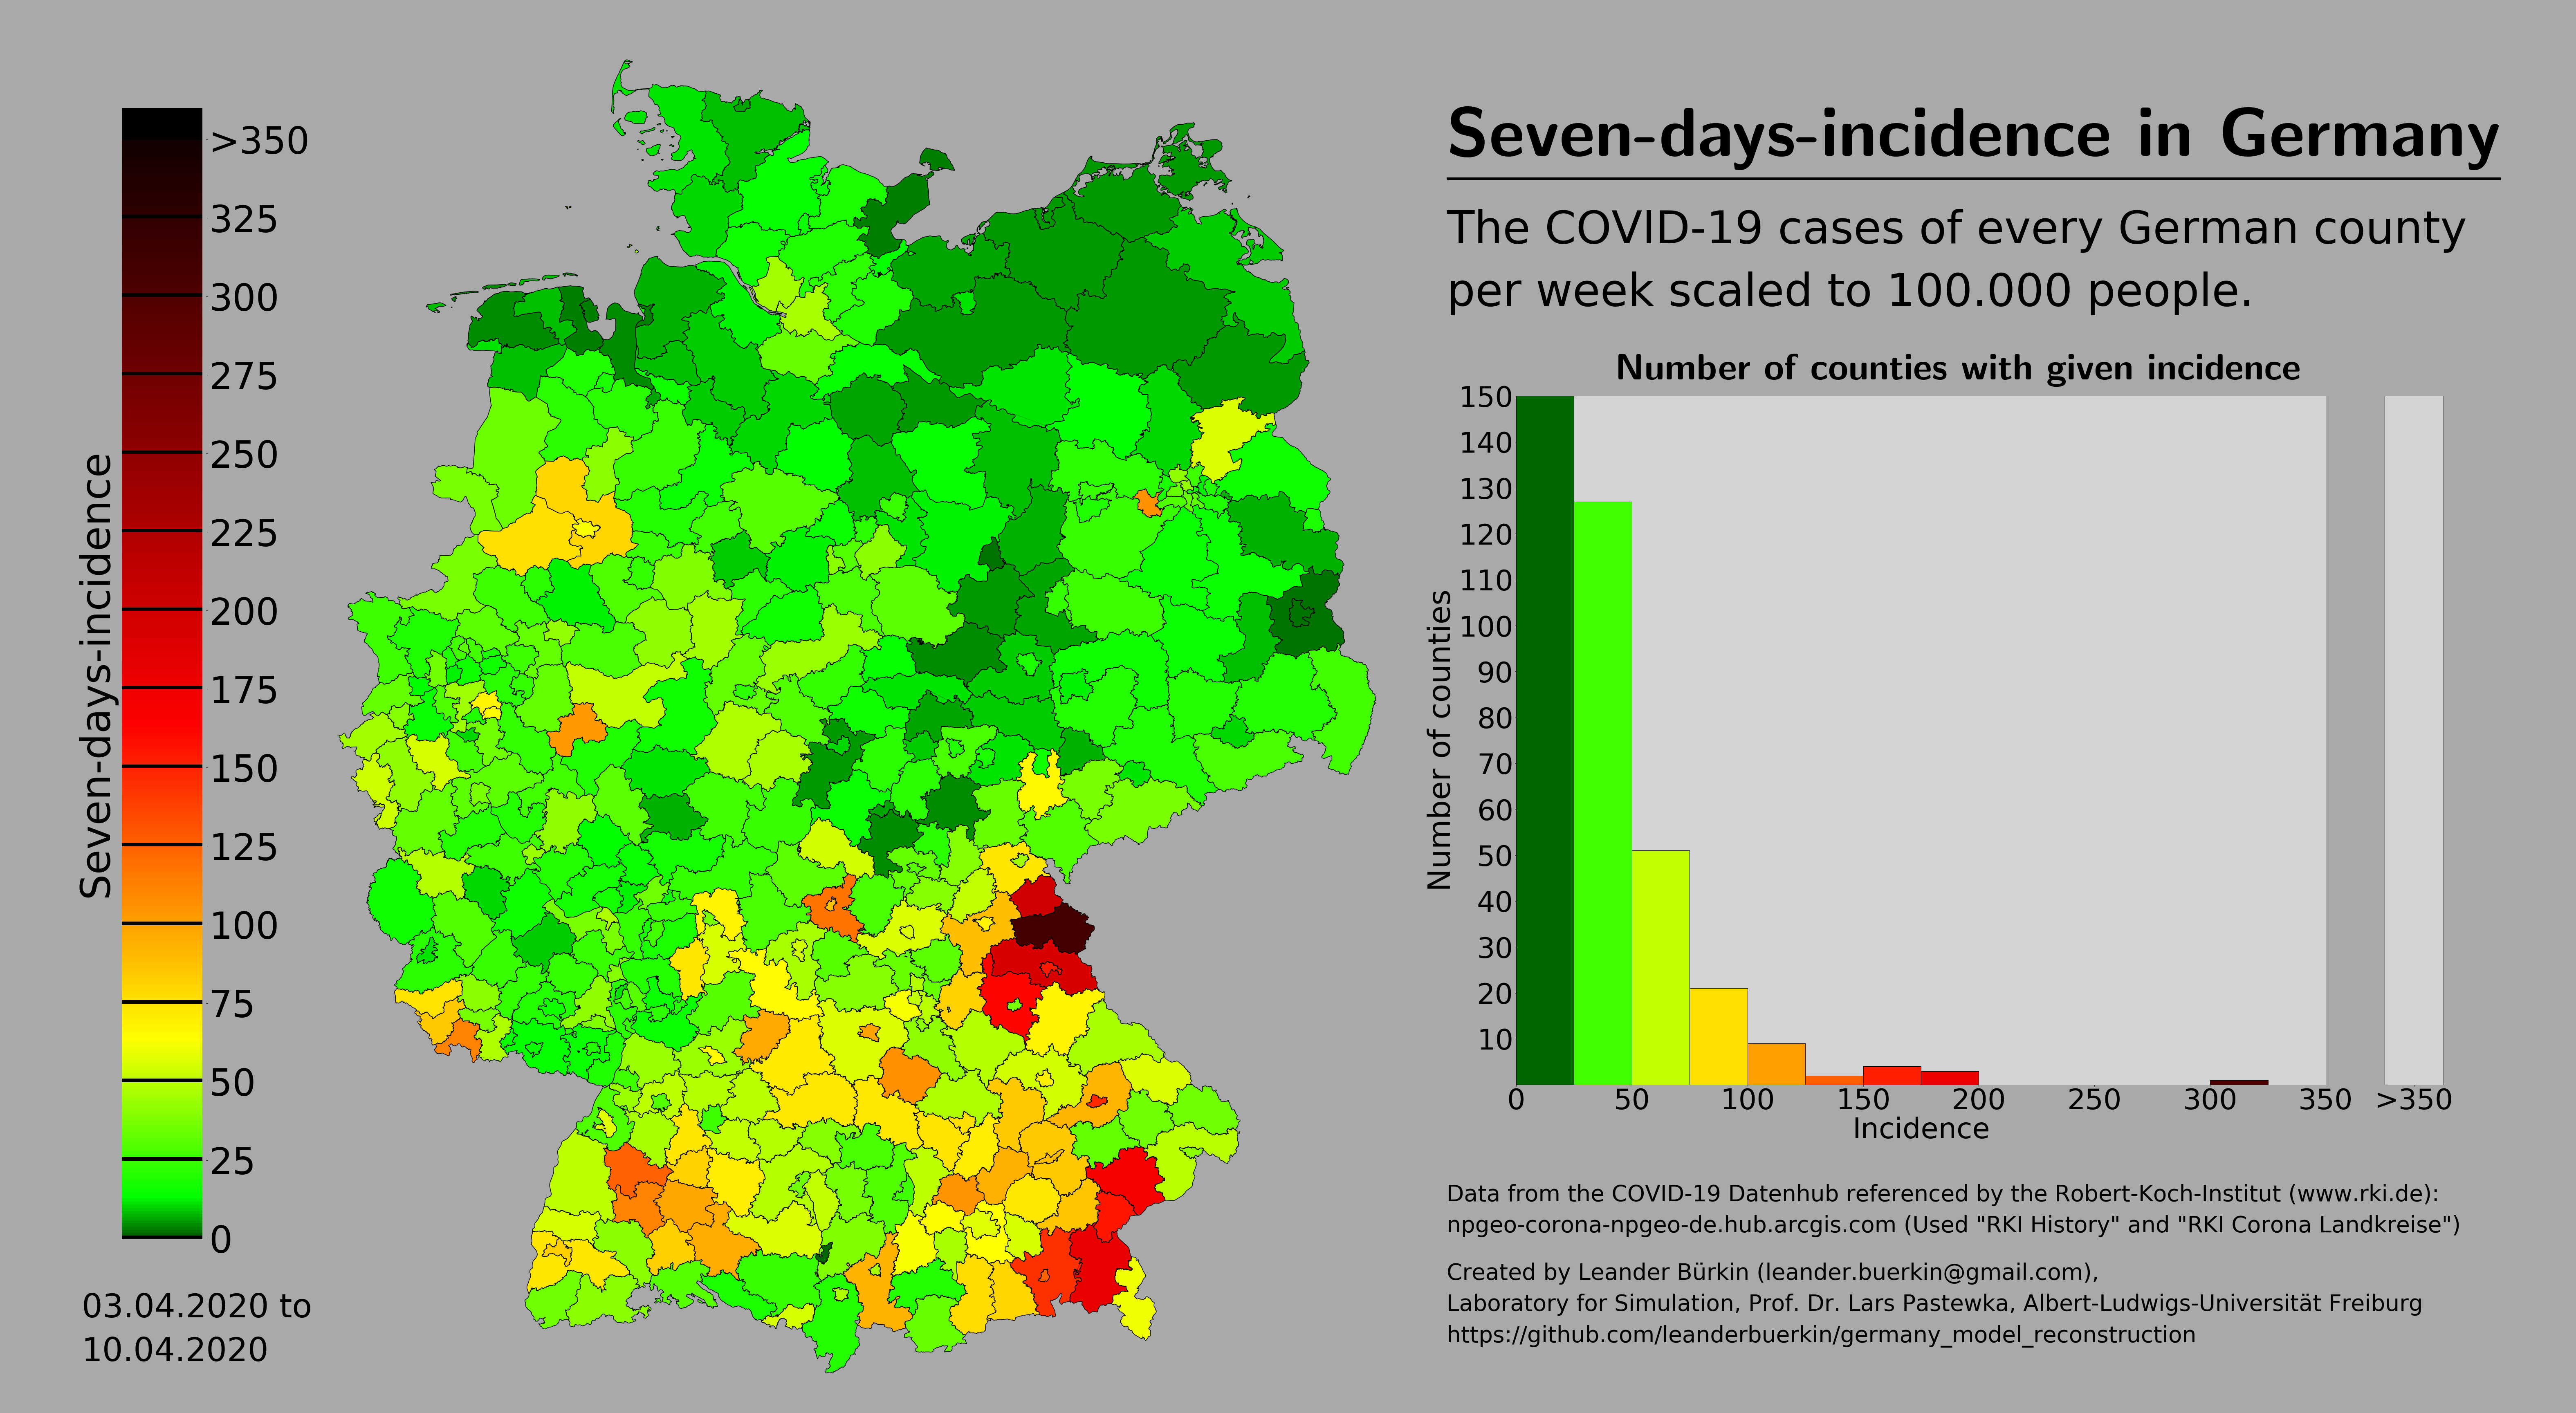 Seven-days-incidence in Germany
The COVID-19 cases of every German county
per week scaled to 100.000 people.
Seven-days-incidence
>350
325
300
275
250
225
200
175
150
125
100
75
50
25
0
03.04.2020 to
10.04.2020
Number of counties with given incidence
Number of counties
150
140
130
120
110
100
90
80
70
60
50
40
30
20
10
0 50 100 150 200 250 300 350 >350
Incidence
Data from the COVID-19 Datenhub referenced by the Robert-Koch-Institut (www.rki.de):
npgeo-corona-npgeo-de.hub.arcgis.com (Used "RKI History" and "RKI Corona Landkreise")
Created by Leander Bürkin (leander.buerkin@gmail.com),
Laboratory for Simulation, Prof. Dr. Lars Pastewka, Albert-Ludwigs-Universität Freiburg
https://github.com/leanderbuerkin/germany_model_reconstruction